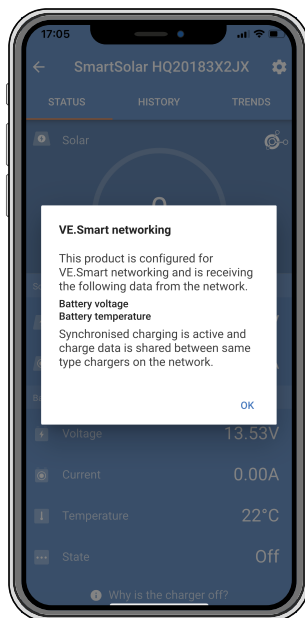 17:05
SmartSolar HQ20183X2JX
STATUS HISTORY TRENDS
Solar
VE.Smart networking
This product is configured for
VE.Smart networking and is receiving
the following data from the network.
Battery voltage
Battery temperature
Synchronised charging is active and
charge data is shared between same
type chargers on the network.
OK
Voltage 13.53V
Current 0.00A
Temperature 22°C
State Off
Why is the charger off?